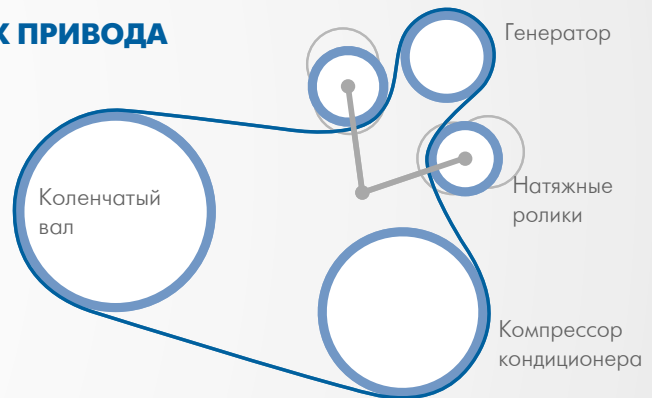 К ПРИВОДА
Генератор
Коленчатый
вал
Натяжные
ролики
Компрессор
кондиционера